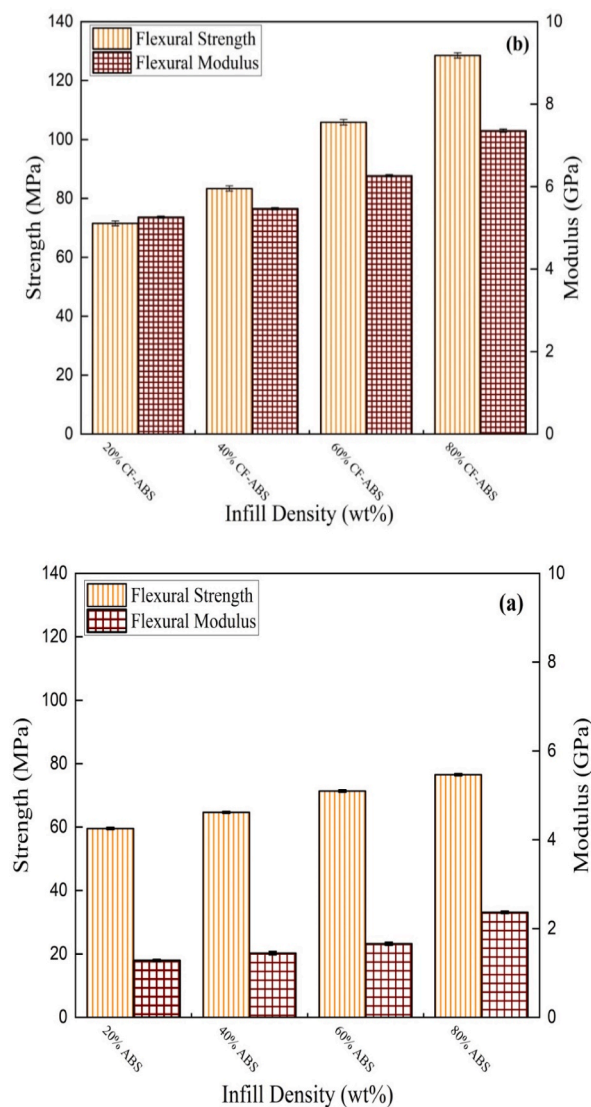 140
120
100
80
60
40
20
0
Strength (MPa)
Flexural Strength
Flexural Modulus
(b)
10
8
6
4
2
0
Modulus (GPa)
20% CF-ABS
40% CF-ABS
60% CF-ABS
80% CF-ABS
Infill Density (wt%)
140
120
100
80
60
40
20
0
Strength (MPa)
Flexural Strength
Flexural Modulus
(a)
10
8
6
4
2
0
Modulus (GPa)
20% ABS
40% ABS
60% ABS
80% ABS
Infill Density (wt%)